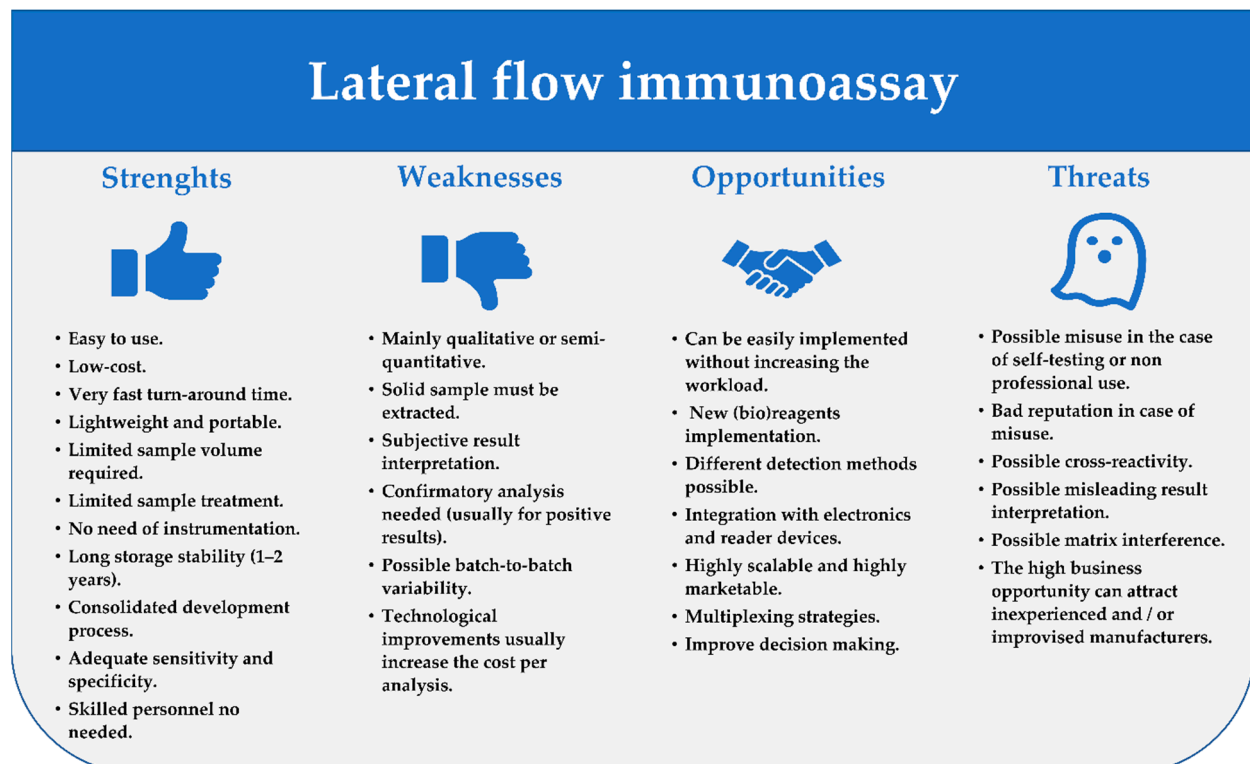 Lateral flow immunoassay
Strenghts
• Easy to use.
• Low-cost.
• Very fast turn-around time.
• Lightweight and portable.
• Limited sample volume
required.
• Limited sample treatment.
• No need of instrumentation.
• Long storage stability (1–2
years).
• Consolidated development
process.
• Adequate sensitivity and
specificity.
• Skilled personnel no
needed.
Weaknesses
• Mainly qualitative or semi-
quantitative.
• Solid sample must be
extracted.
• Subjective result
interpretation.
• Confirmatory analysis
needed (usually for positive
results).
• Possible batch-to-batch
variability.
• Technological
improvements usually
increase the cost per
analysis.
Opportunities
• Can be easily implemented
without increasing the
workload.
• New (bio)reagents
implementation.
• Different detection methods
possible.
• Integration with electronics
and reader devices.
• Highly scalable and highly
marketable.
• Multiplexing strategies.
• Improve decision making.
Threats
• Possible misuse in the case
of self-testing or non
professional use.
• Bad reputation in case of
misuse.
• Possible cross-reactivity.
• Possible misleading result
interpretation.
• Possible matrix interference.
• The high business
opportunity can attract
inexperienced and / or
improvised manufacturers.